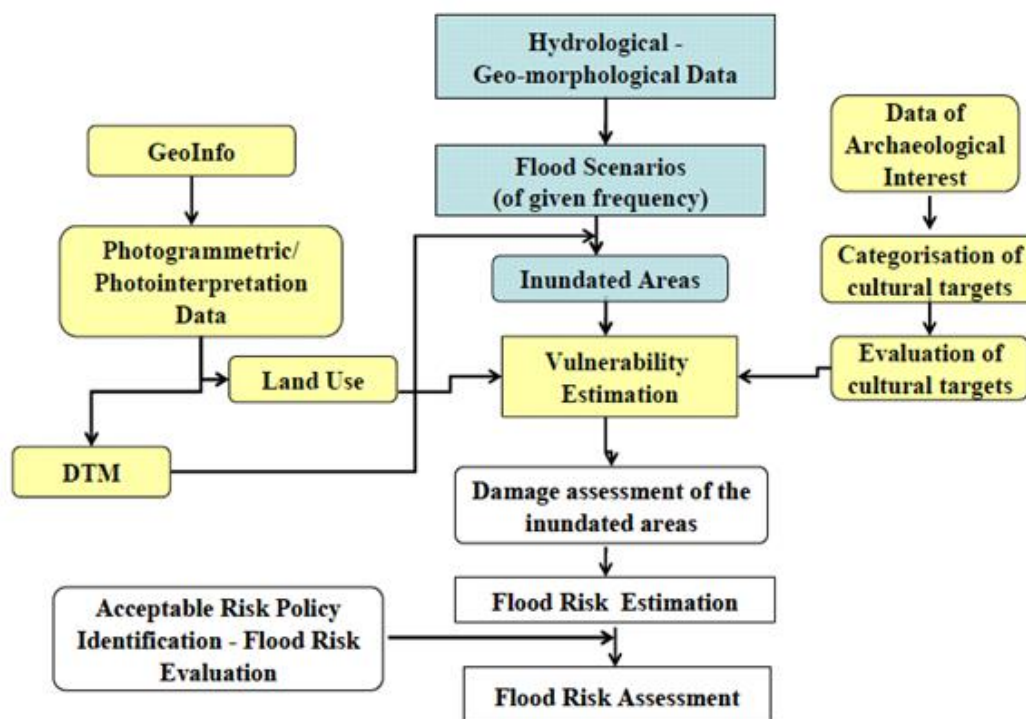 Hydrological -
Geo-morphological Data
GeoInfo
Flood Scenarios
(of given frequency)
Data of
Archaeological
Interest
Photogrammetric/
Photointerpretation
Data
Inundated Areas
Categorisation of
cultural targets
Land Use
Vulnerability
Estimation
Evaluation of
cultural targets
DTM
Damage assessment of the
inundated areas
Flood Risk Estimation
Acceptable Risk Policy
Identification - Flood Risk
Evaluation
Flood Risk Assessment